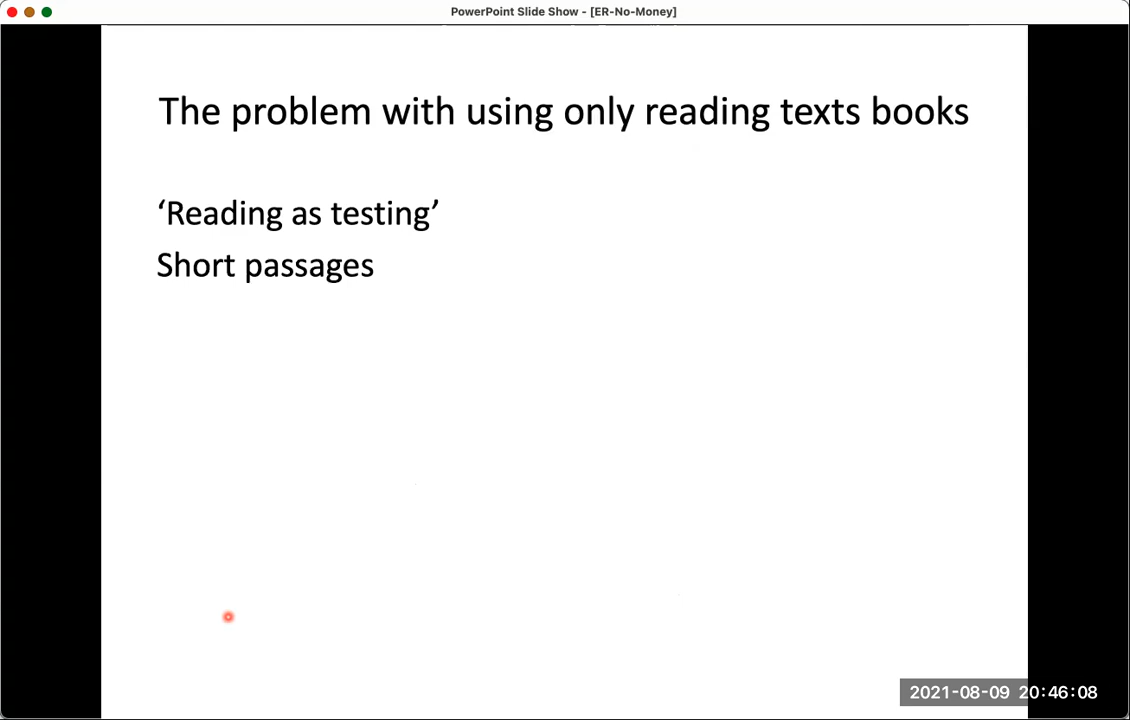 PowerPoint Slide Show - [ER-No-Money]
The problem with using only reading texts books
‘Reading as testing’
Short passages
2021-08-09 20:46:08